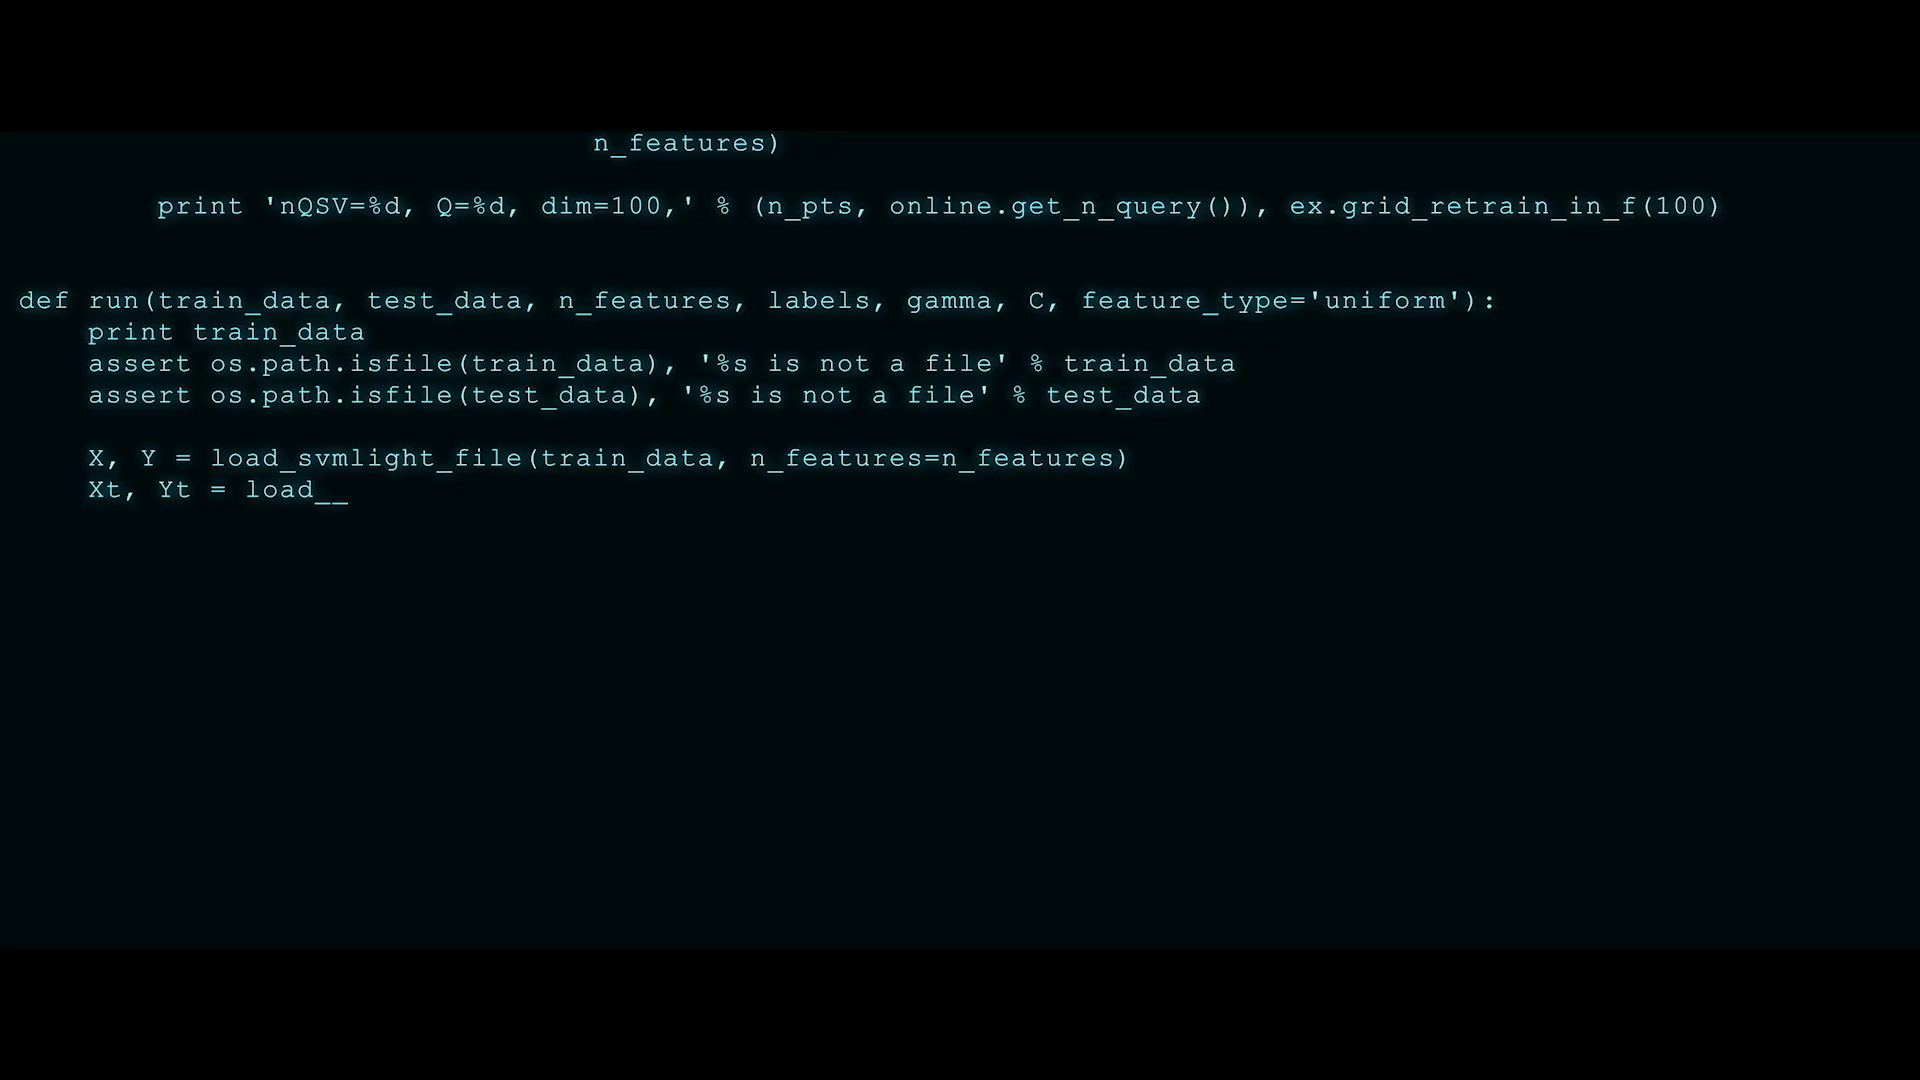 n_features)
print 'nQSV=%d, Q=%d, dim=100,' % (n_pts, online.get_n_query()), ex.grid_retrain_in_f(100)
def run(train_data, test_data, n_features, labels, gamma, C, feature_type='uniform'):
print train_data
assert os.path.isfile(train_data), '%s is not a file' % train_data
assert os.path.isfile(test_data), '%s is not a file' % test_data
X, Y = load_svmlight_file(train_data, n_features=n_features)
Xt, Yt = load__